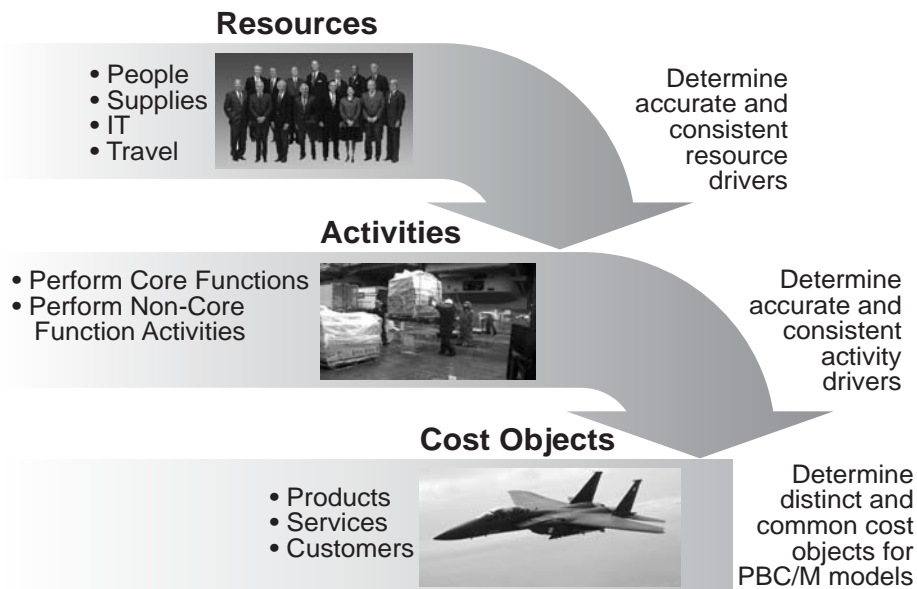 Resources
• People
• Supplies
• IT
• Travel
Determine
accurate and
consistent
resource
drivers
Activities
• Perform Core Functions
• Perform Non-Core
Function Activities
Determine
accurate and
consistent
activity
drivers
Cost Objects
• Products
• Services
• Customers
Determine
distinct and
common cost
objects for
PBC/M models